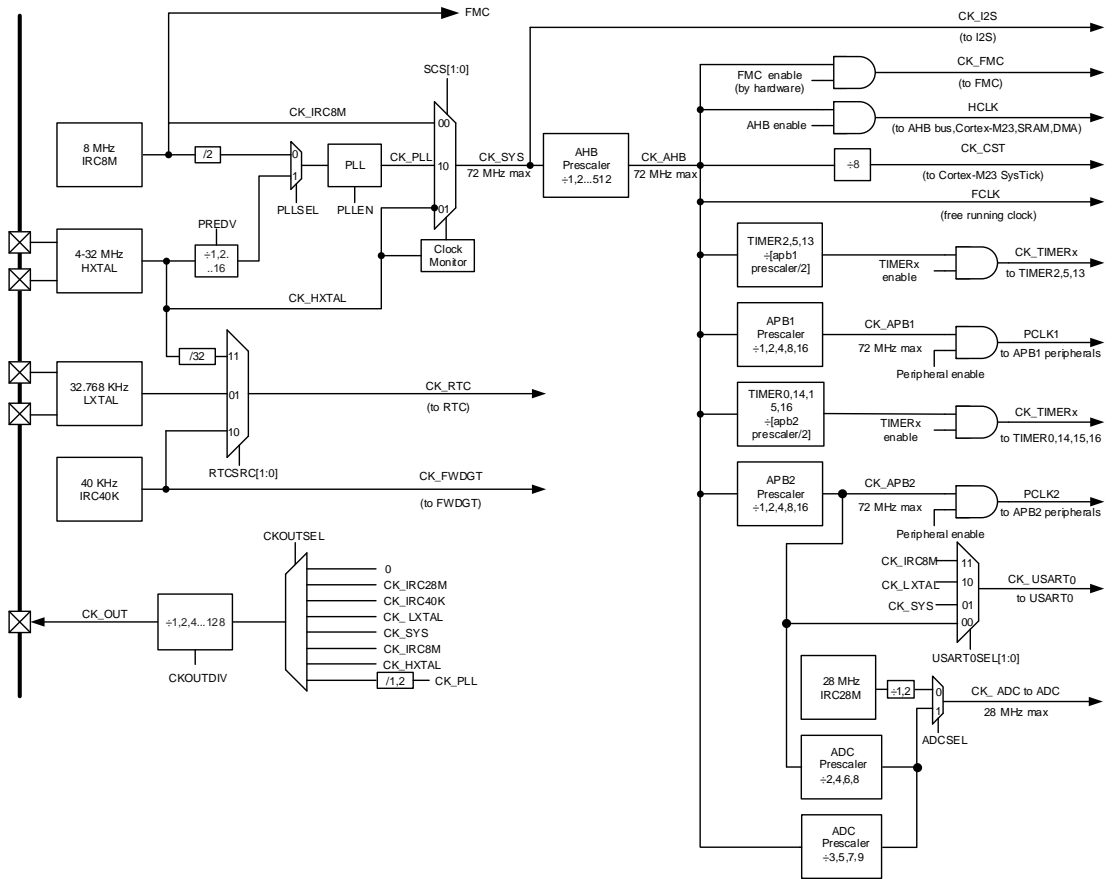 FMC
CK_I2S
(to I2S)
SCS[1:0]
FMC enable
(by hardware)
CK_FMC
(to FMC)
CK_IRC8M
00
AHB enable
HCLK
(to AHB bus,Cortex-M23,SRAM,DMA)
8 MHz
IRC8M
/2
0
1
PLL
CK_PLL
10
CK_SYS
72 MHz max
AHB
Prescaler
÷1,2...512
CK_AHB
72 MHz max
÷8
CK_CST
(to Cortex-M23 SysTick)
PLLSEL
PLLEN
01
FCLK
(free running clock)
PREDV
4-32 MHz
HXTAL
÷1,2.
..16
Clock
Monitor
TIMER2,5,13
÷[apb1
prescaler/2]
TIMERx
enable
CK_TIMERx
to TIMER2,5,13
CK_HXTAL
APB1
Prescaler
÷1,2,4,8,16
CK_APB1
72 MHz max
Peripheral enable
PCLK1
to APB1 peripherals
/32
11
32.768 KHz
LXTAL
01
CK_RTC
(to RTC)
10
TIMER0,14,1
5,16
÷[apb2
prescaler/2]
TIMERx
enable
CK_TIMERx
to TIMER0,14,15,16
RTCSRC[1:0]
40 KHz
IRC40K
CK_FWDGT
(to FWDGT)
APB2
Prescaler
÷1,2,4,8,16
CK_APB2
72 MHz max
Peripheral enable
PCLK2
to APB2 peripherals
CKOUTSEL
0
CK_IRC28M
CK_IRC40K
CK_LXTAL
CK_SYS
CK_IRC8M
CK_HXTAL
/1,2
CK_PLL
CK_OUT
÷1,2,4...128
CKOUTDIV
CK_IRC8M
11
CK_LXTAL
10
CK_SYS
01
00
CK_USART0
to USART0
USART0SEL[1:0]
28 MHz
IRC28M
÷1,2
0
1
CK_ ADC to ADC
28 MHz max
ADCSEL
ADC
Prescaler
÷2,4,6,8
ADC
Prescaler
÷3,5,7,9